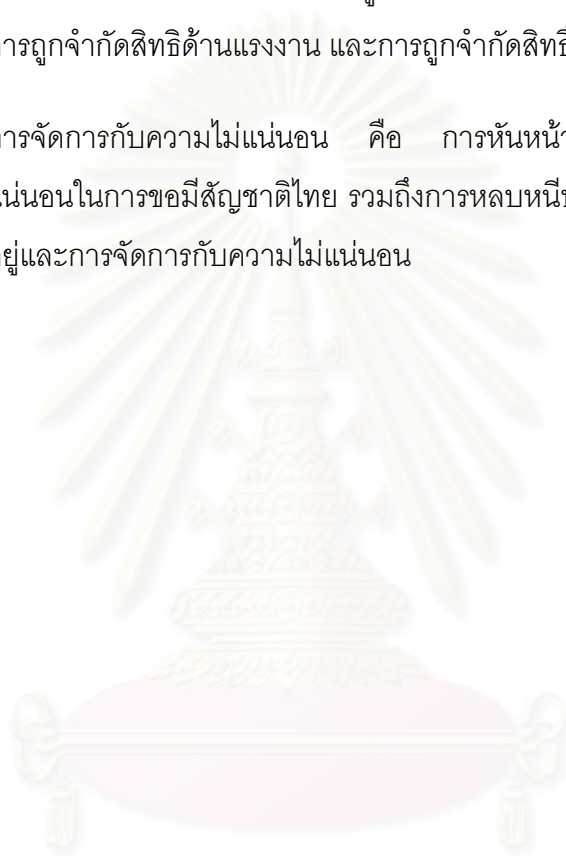 ารถูกจำกัดสิทธิด้านแรงงาน และการถูกจำกัดสิทธิ
ารจัดการกับความไม่แน่นอน คือ การหันหน้า
น่นอนในการขอมีสัญชาติไทย รวมถึงการหลบหนี
ยู่และการจัดการกับความไม่แน่นอน